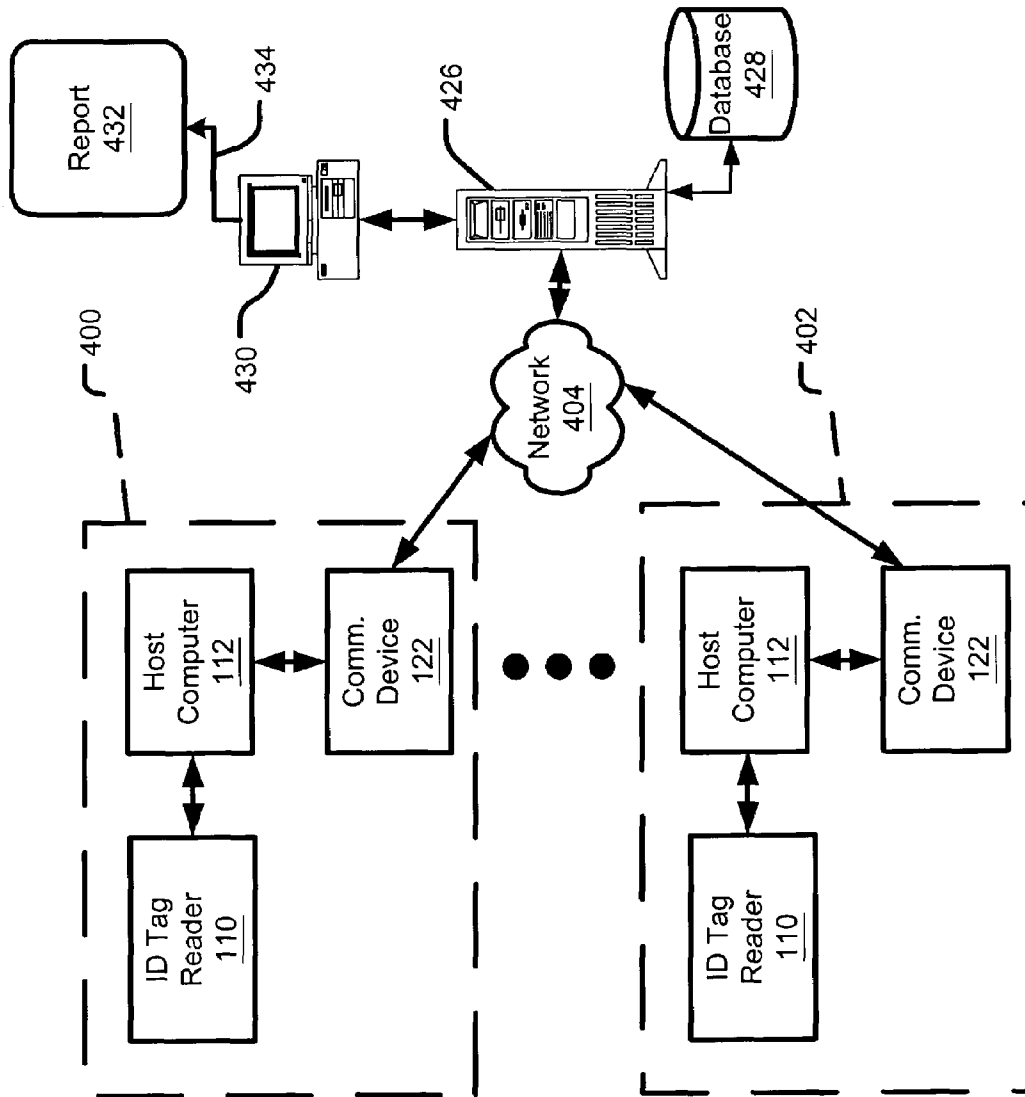 400
ID Tag
Reader
110
Host
Computer
112
Comm.
Device
122
Network
404
430
Report
432
434
426
Database
428
402
ID Tag
Reader
110
Host
Computer
112
Comm.
Device
122